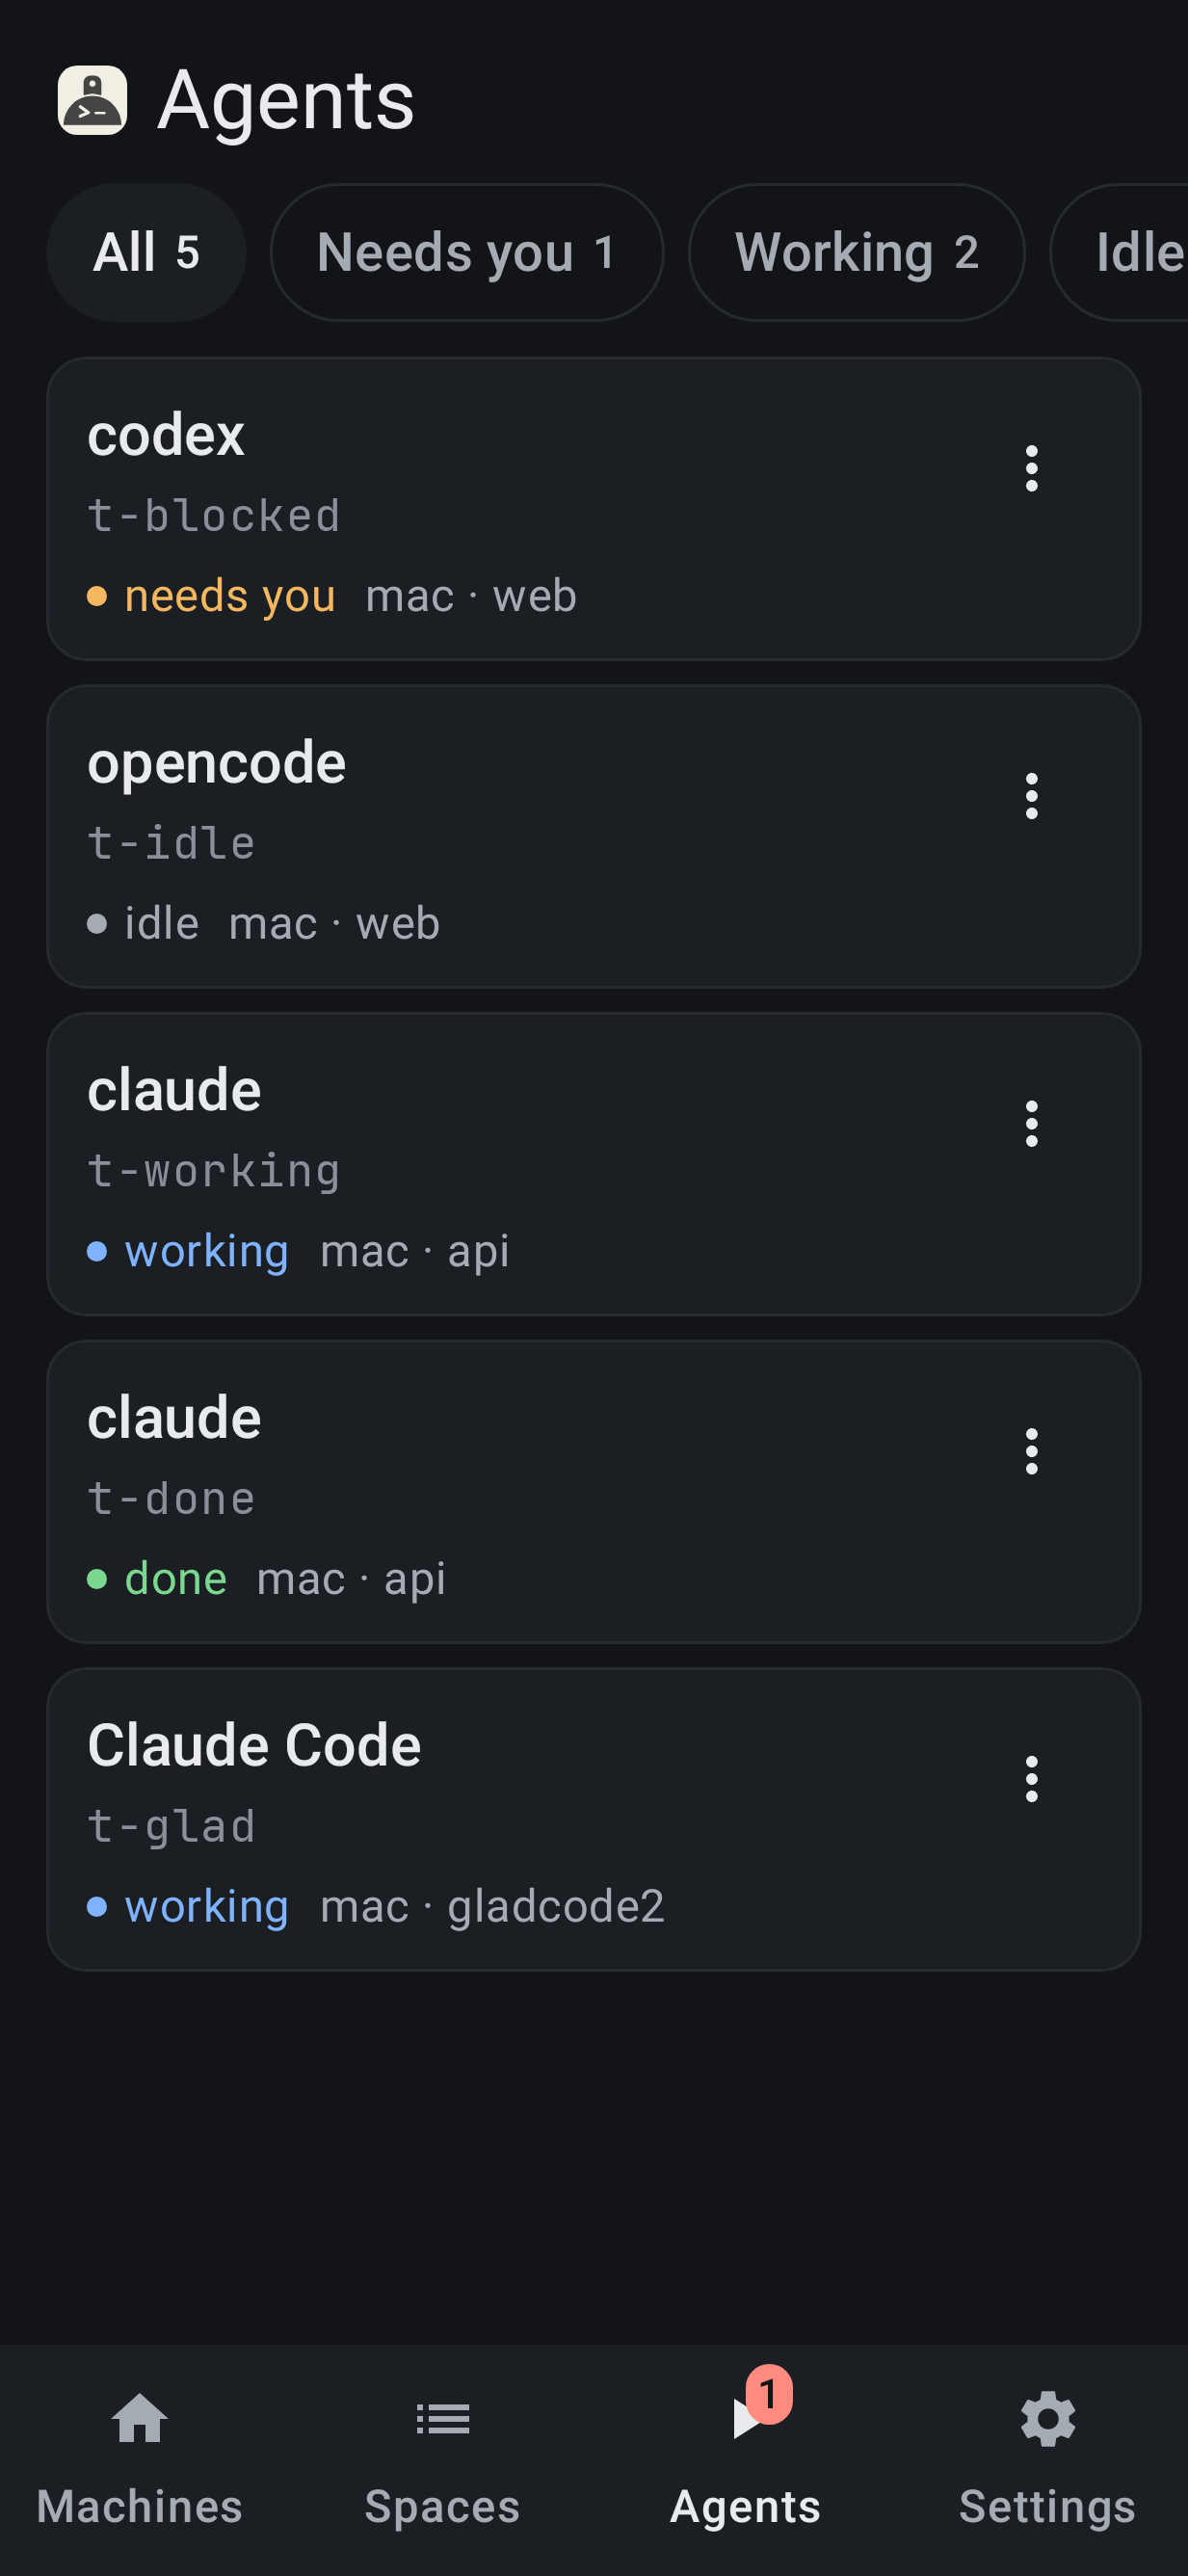 Agents
All 5
Needs you 1
Working 2
Idle
codex
t-blocked
needs you mac · web
opencode
t-idle
idle mac · web
claude
t-working
working mac · api
claude
t-done
done mac · api
Claude Code
t-glad
working mac · gladcode2
1
Machines
Spaces
Agents
Settings